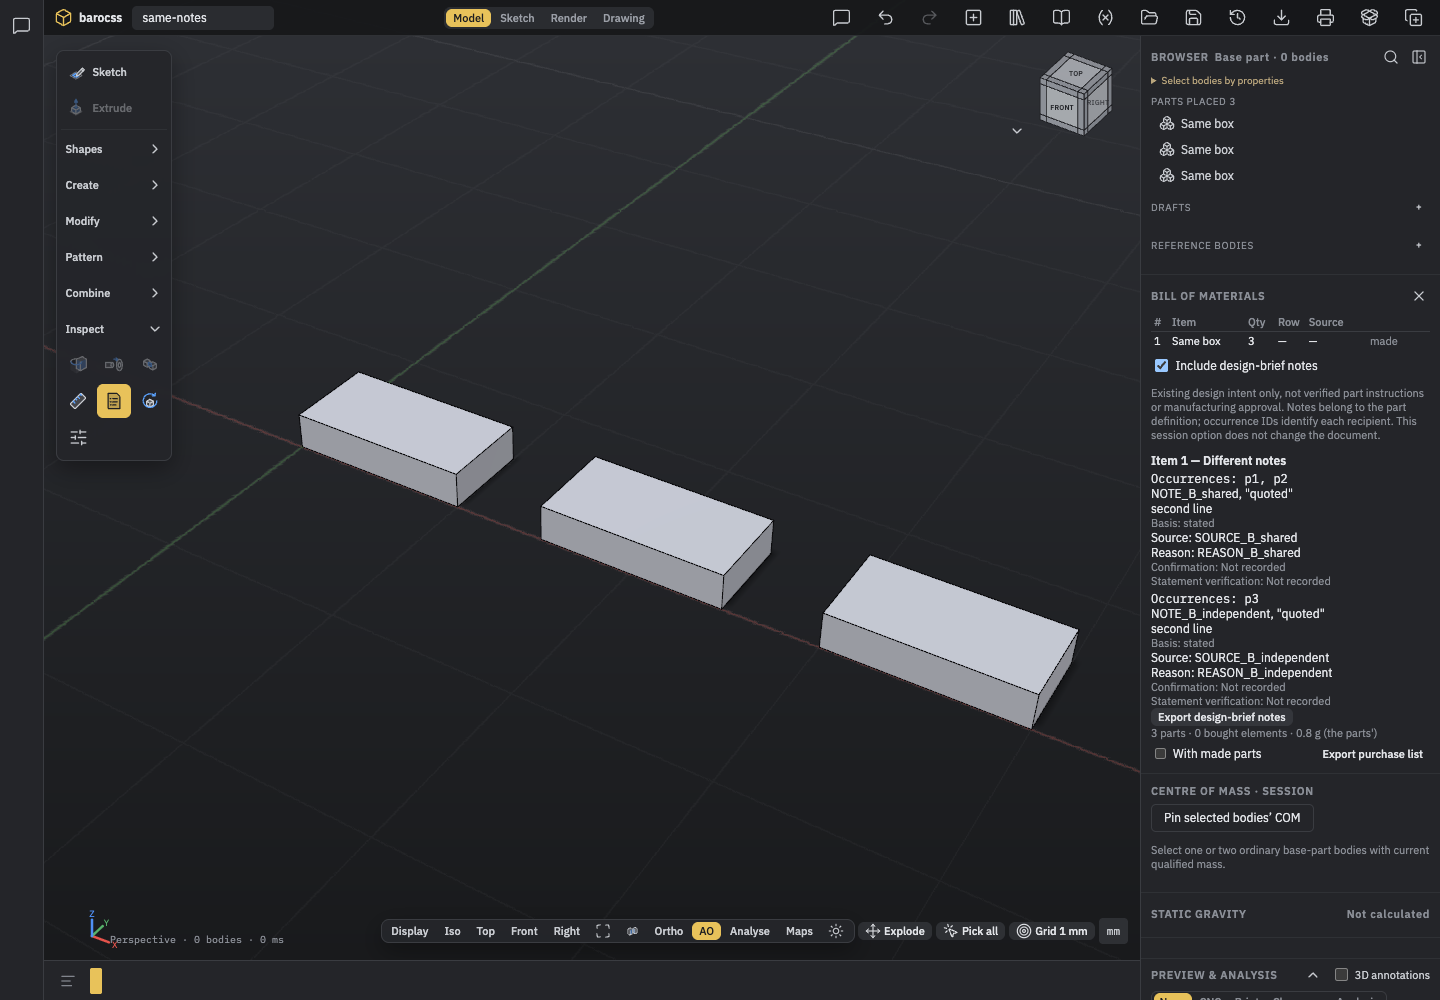 barocss
same-notes
Model
Sketch
Render
Drawing
Sketch
Extrude
Shapes
Create
Modify
Pattern
Combine
Inspect
TOP
FRONT
RIGHT
BROWSER Base part · 0 bodies
Select bodies by properties
PARTS PLACED 3
Same box
Same box
Same box
DRAFTS +
REFERENCE BODIES +
BILL OF MATERIALS
# Item Qty Row Source
1 Same box 3 — — made
Include design-brief notes
Existing design intent only, not verified part instructions
or manufacturing approval. Notes belong to the part
definition; occurrence IDs identify each recipient. This
session option does not change the document.
Item 1 — Different notes
Occurrences: p1, p2
NOTE_B_shared, "quoted"
second line
Basis: stated
Source: SOURCE_B_shared
Reason: REASON_B_shared
Confirmation: Not recorded
Statement verification: Not recorded
Occurrences: p3
NOTE_B_independent, "quoted"
second line
Basis: stated
Source: SOURCE_B_independent
Reason: REASON_B_independent
Confirmation: Not recorded
Statement verification: Not recorded
Export design-brief notes
3 parts · 0 bought elements · 0.8 g (the parts')
With made parts Export purchase list
CENTRE OF MASS · SESSION
Pin selected bodies’ COM
Select one or two ordinary base-part bodies with current
qualified mass.
STATIC GRAVITY Not calculated
PREVIEW & ANALYSIS 3D annotations
Z
Y
X
Perspective · 0 bodies · 0 ms
Display Iso Top Front Right Ortho AO Analyse Maps Explode Pick all Grid 1 mm mm